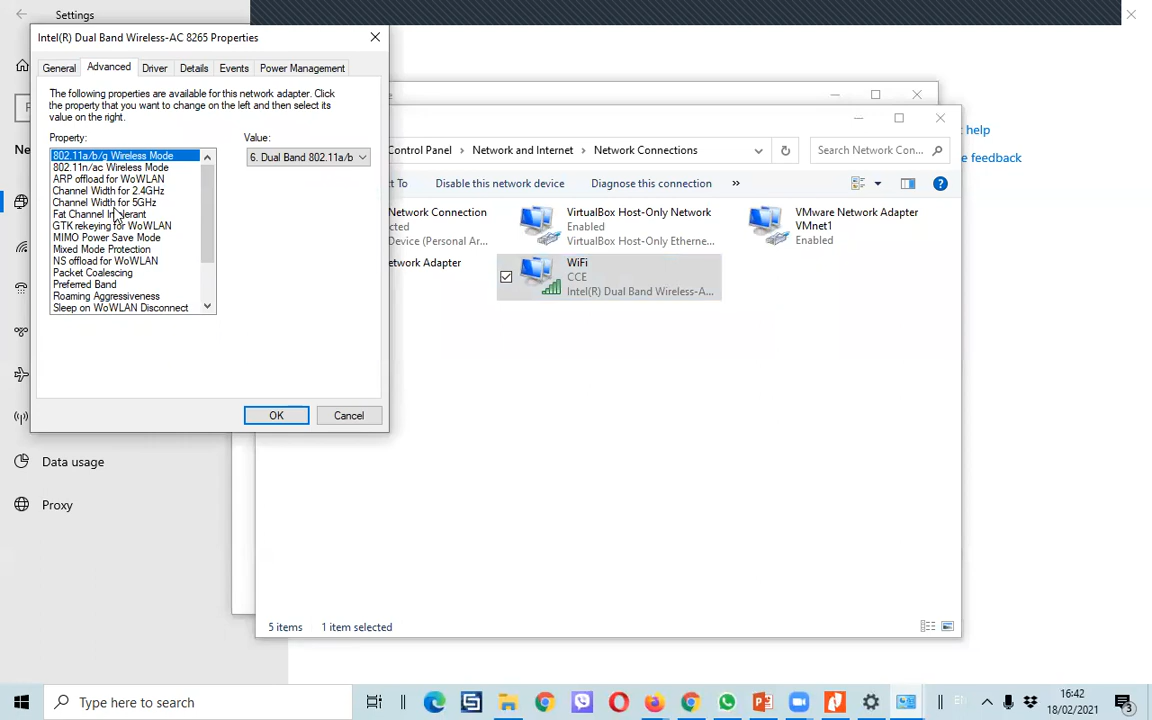 Settings
Intel(R) Dual Band Wireless-AC 8265 Properties
General
Advanced
Driver
Details
Events
Power Management
The following properties are available for this network adapter. Click
the property that you want to change on the left and then select its
value on the right.
Property:
Value:
802.11a/b/g Wireless Mode
802.11n/ac Wireless Mode
ARP offload for WoWLAN
Channel Width for 2.4GHz
Channel Width for 5GHz
Fat Channel Intolerant
GTK rekeying for WoWLAN
MIMO Power Save Mode
Mixed Mode Protection
NS offload for WoWLAN
Packet Coalescing
Preferred Band
Roaming Aggressiveness
Sleep on WoWLAN Disconnect
6. Dual Band 802.11a/b
OK
Cancel
Ne
Data usage
Proxy
help
e feedback
Control Panel
Network and Internet
Network Connections
Search Network Con...
ct To
Disable this network device
Diagnose this connection
»
Network Connection
cted
Device (Personal Ar...
VirtualBox Host-Only Network
Enabled
VirtualBox Host-Only Etherne...
VMware Network Adapter
VMnet1
Enabled
etwork Adapter
WiFi
CCE
Intel(R) Dual Band Wireless-A...
5 items
1 item selected
Type here to search
EN
16:42
18/02/2021
3